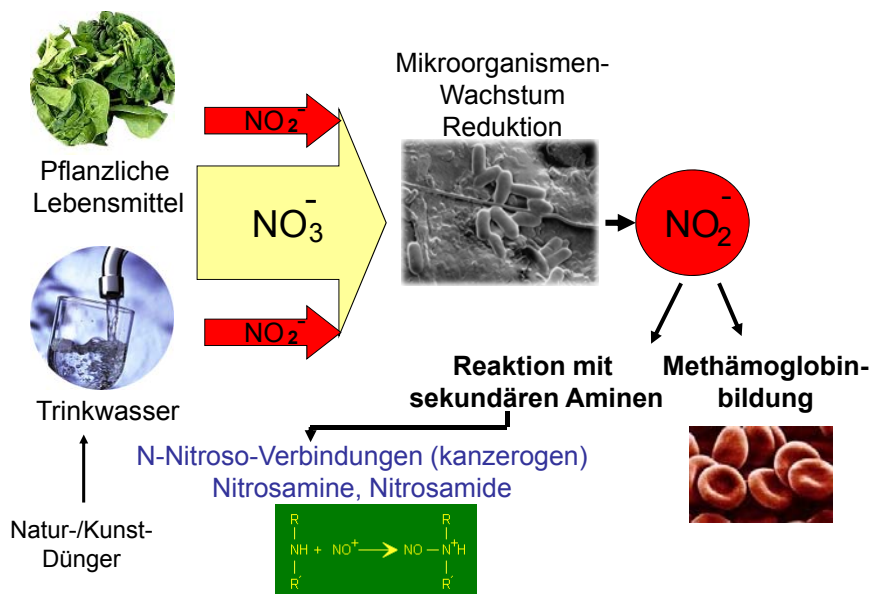 Pflanzliche
Lebensmittel
Trinkwasser
Natur-/Kunst-
Dünger
NO₂⁻
NO₃⁻
NO₂⁻
Mikroorganismen-
Wachstum
Reduktion
NO₂⁻
Reaktion mit
sekundären Aminen
Methämoglobin-
bildung
N-Nitroso-Verbindungen (kanzerogen)
Nitrosamine, Nitrosamide
R R
NH + NO⁺ NO — N⁺H
R´ R´